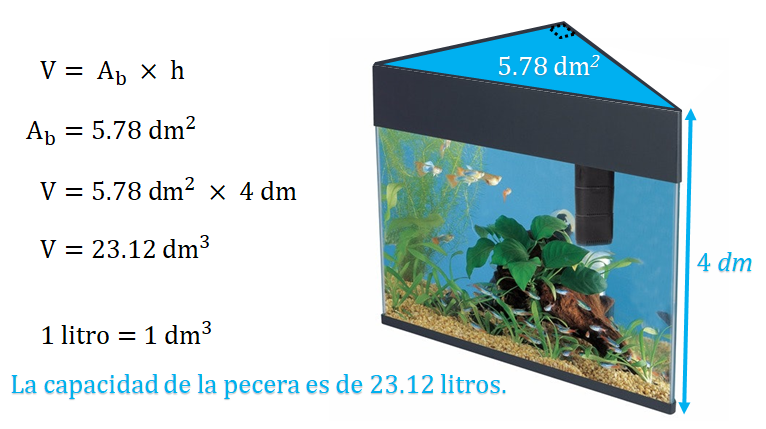 V = A_b × h
5.78 dm²
A_b = 5.78 dm²
V = 5.78 dm² × 4 dm
V = 23.12 dm³
4 dm
1 litro = 1 dm³
La capacidad de la pecera es de 23.12 litros.